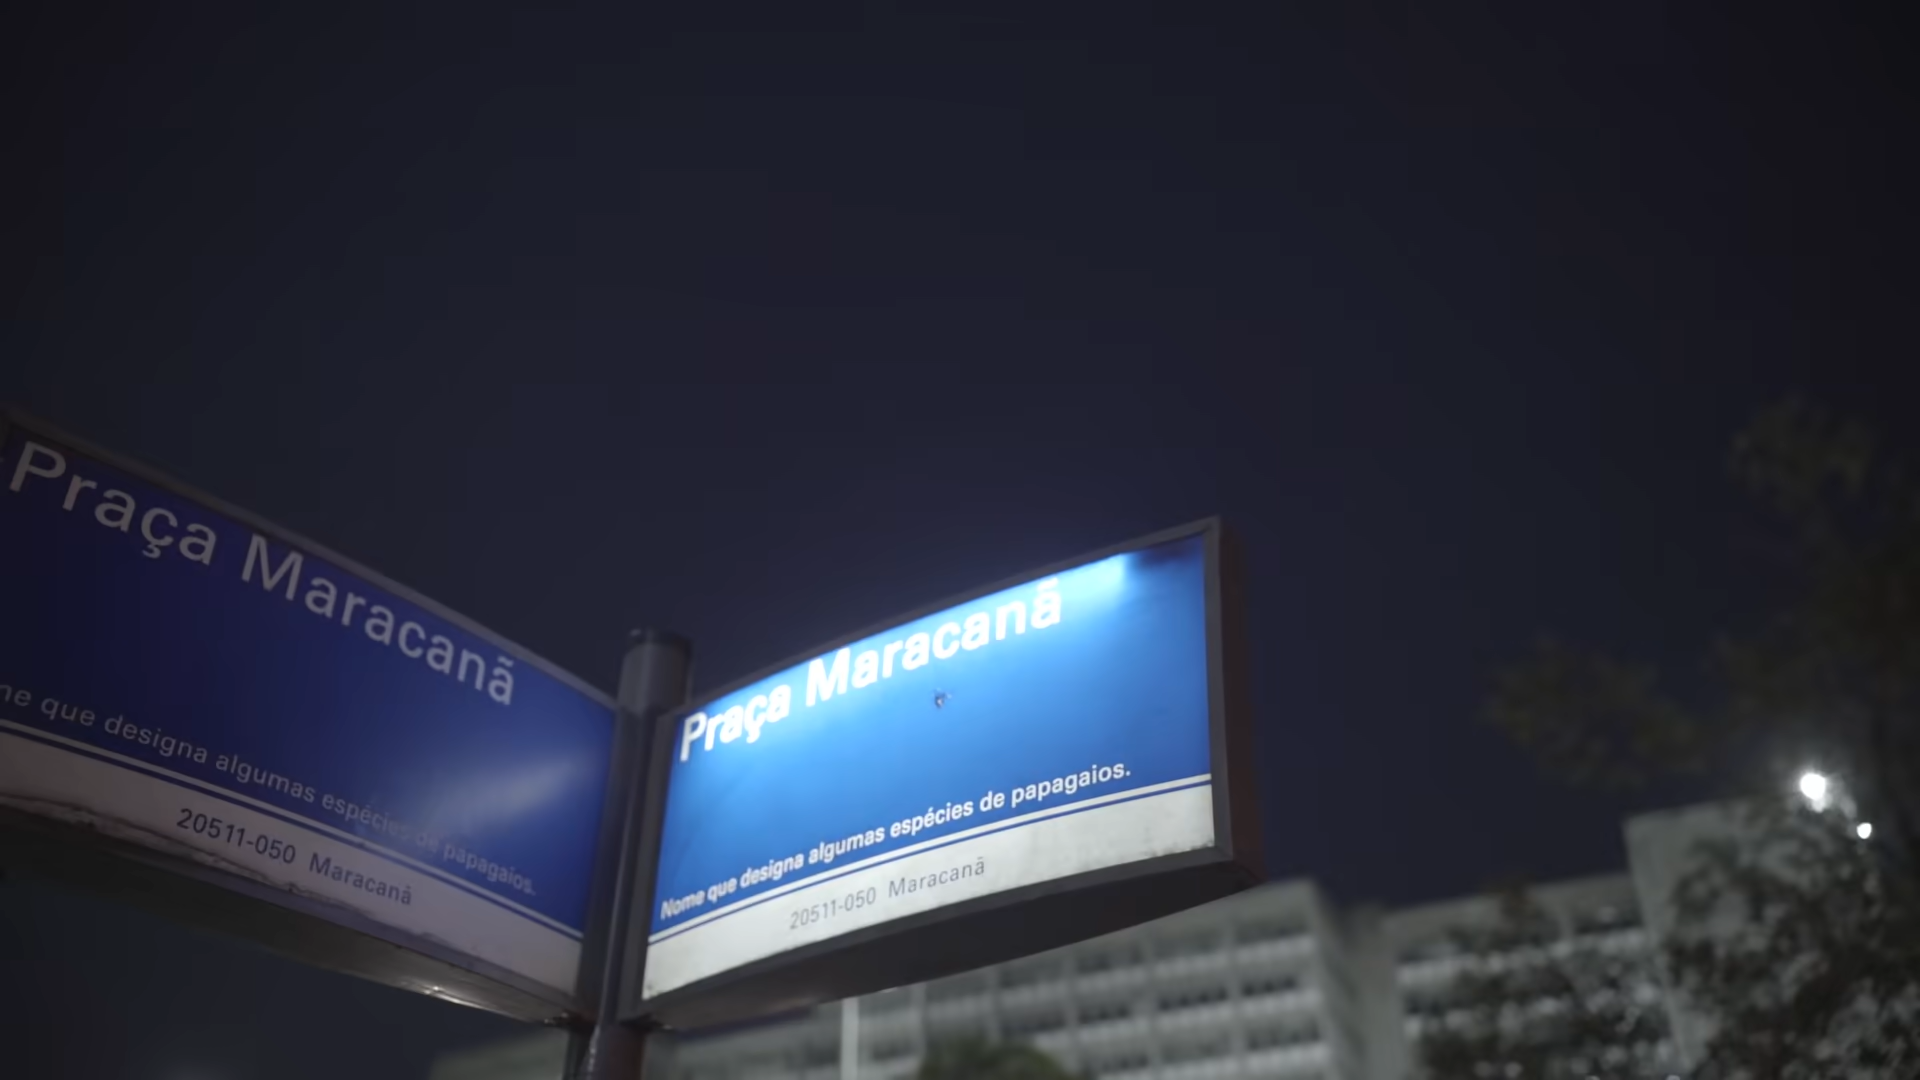 Praça Maracanã
que designa algumas espécies de papagaios.
20511-050 Maracanã
Praça Maracanã
Nome que designa algumas espécies de papagaios.
20511-050 Maracanã